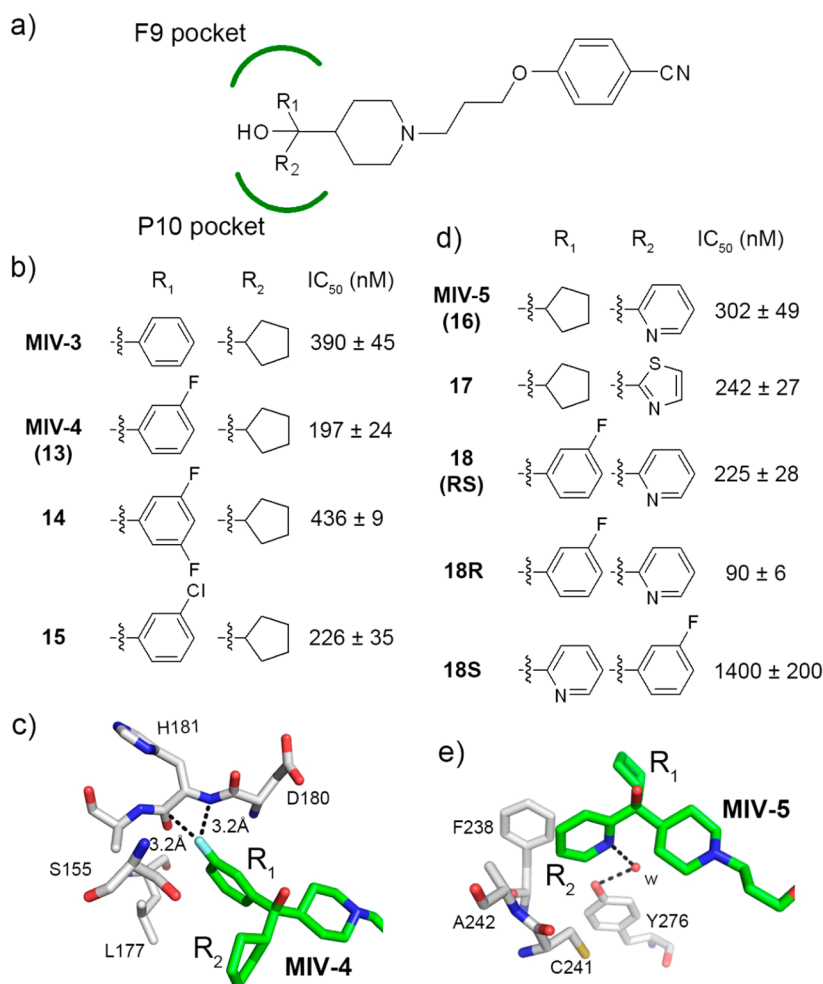 a)
F9 pocket
HO
R1
R2
N
O
CN
P10 pocket
b)
R1 R2 IC50 (nM)
MIV-3 390 ± 45
F
MIV-4
(13) 197 ± 24
F
14 436 ± 9
F
Cl
15 226 ± 35
c)
H181
D180
3.2Å
3.2Å
S155
R1
L177
R2
MIV-4
d)
R1 R2 IC50 (nM)
MIV-5
(16) N 302 ± 49
S
17 242 ± 27
N
F
18
(RS) N 225 ± 28
F
18R N 90 ± 6
F
18S 1400 ± 200
N
e)
R1
MIV-5
F238
R2
W
A242
Y276
C241